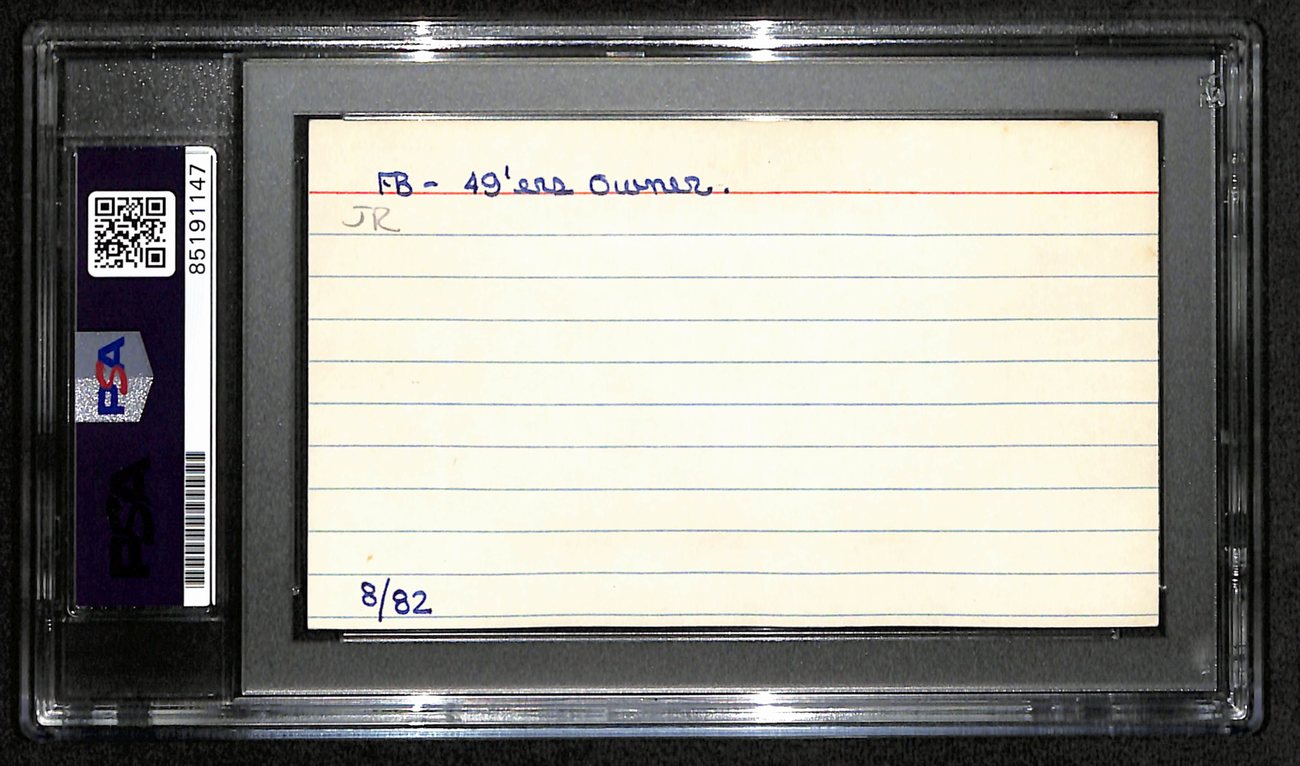 FB - 49'ers Owner.
JR
8/82
85191147
PSA
PSA